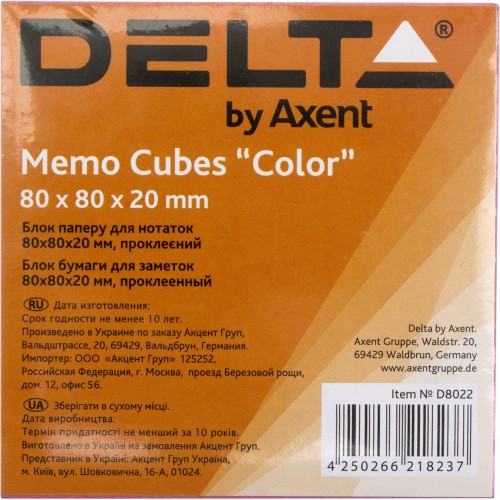 DELTA®
by Axent
Memo Cubes “Color”
80 x 80 x 20 mm
Блок паперу для нотаток
80х80х20 мм, проклеєний
Блок бумаги для заметок
80х80х20 мм, проклеенный
RU Дата изготовления:
Срок годности не менее 10 лет.
Произведено в Украине по заказу Акцент Груп,
Вальдштрассе, 20, 69429, Вальдбрун, Германия.
Импортер: ООО «Акцент Груп» 125252,
Российская Федерация, г. Москва, проезд Березовой рощи,
дом. 12, офис 56.
UA Зберігати в сухому місці.
Дата виробництва:
Термін придатності не менший за 10 років.
Виготовлено в Україні на замовлення Акцент Груп.
Представник в Україні: Акцент Груп Україна,
м. Київ, вул. Шовковична, 16-А, 01024.
Delta by Axent.
Axent Gruppe, Waldstr. 20,
69429 Waldbrun, Germany
www.axentgruppe.de
Item № D8022
4 250266 218237